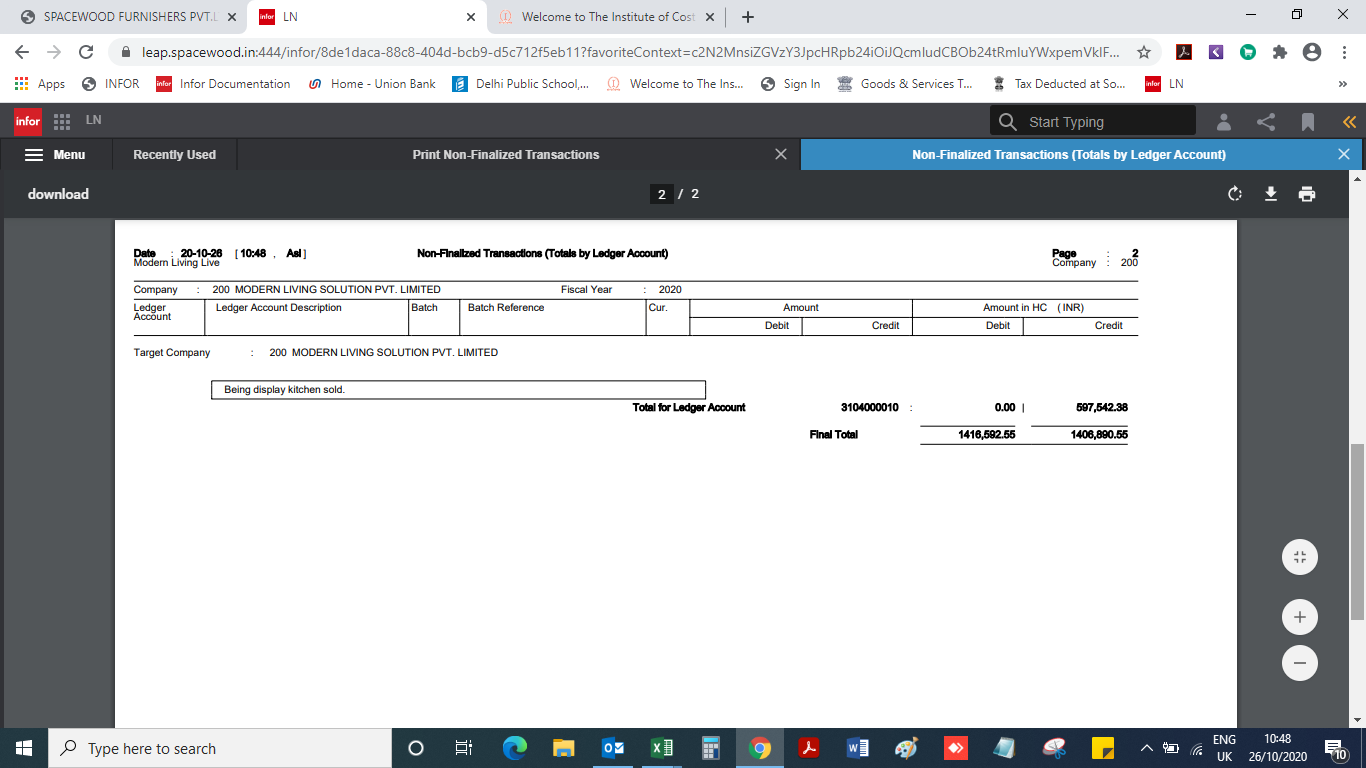 SPACEWOOD FURNISHERS PVT.L
LN
Welcome to The Institute of Cost
leap.spacewood.in:444/infor/8de1daca-88c8-404d-bcb9-d5c712f5eb11?favoriteContext=c2N2MnsiZGVzY3JpcHRpb24iOiJQcmludCBOb24tRmluYWxpemVkIF...
Apps
INFOR
infor Infor Documentation
Home - Union Bank
Delhi Public School,...
Welcome to The Ins...
Sign In
Goods & Services T...
Tax Deducted at So...
infor LN
»
infor LN
Start Typing
Menu
Recently Used
Print Non-Finalized Transactions
Non-Finalized Transactions (Totals by Ledger Account)
download
2 / 2
Date : 20-10-26 [ 10:48 , Asl ] Non-Finalized Transactions (Totals by Ledger Account) Page : 2
Modern Living Live Company : 200
Company : 200 MODERN LIVING SOLUTION PVT. LIMITED Fiscal Year : 2020
Ledger Account Ledger Account Description Batch Batch Reference Cur. Amount Amount in HC ( INR)
Debit Credit Debit Credit
Target Company : 200 MODERN LIVING SOLUTION PVT. LIMITED
Being display kitchen sold.
Total for Ledger Account 3104000010 : 0.00 | 597,542.38
Final Total 1416,592.55 1406,890.55
Type here to search
ENG
UK
10:48
26/10/2020
10